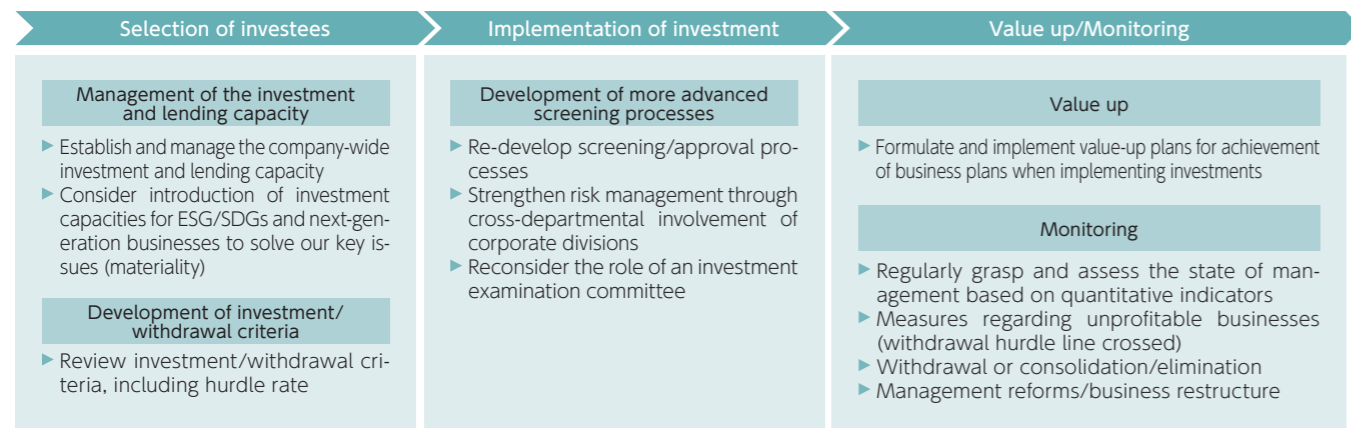 Selection of investees
Management of the investment
and lending capacity
Establish and manage the company-wide
investment and lending capacity
Consider introduction of investment
capacities for ESG/SDGs and next-gen-
eration businesses to solve our key is-
sues (materiality)
Development of investment/
withdrawal criteria
Review investment/withdrawal cri-
teria, including hurdle rate
Implementation of investment
Development of more advanced
screening processes
Re-develop screening/approval pro-
cesses
Strengthen risk management through
cross-departmental involvement of
corporate divisions
Reconsider the role of an investment
examination committee
Value up/Monitoring
Value up
Formulate and implement value-up plans for achievement
of business plans when implementing investments
Monitoring
Regularly grasp and assess the state of man-
agement based on quantitative indicators
Measures regarding unprofitable businesses
(withdrawal hurdle line crossed)
Withdrawal or consolidation/elimination
Management reforms/business restructure